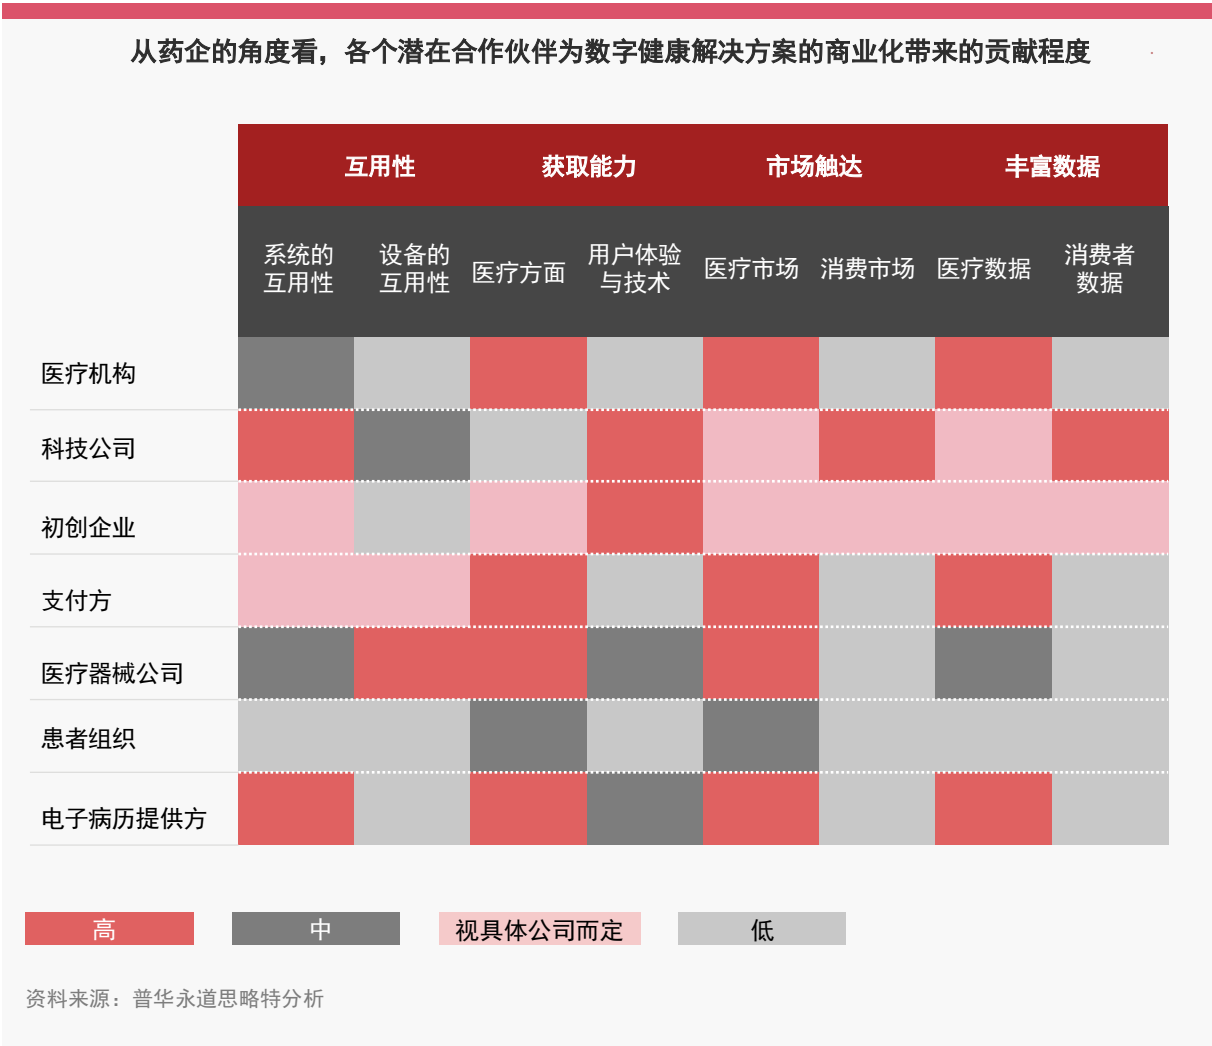 从药企的角度看，各个潜在合作伙伴为数字健康解决方案的商业化带来的贡献程度
互用性 获取能力 市场触达 丰富数据
系统的 设备的 医疗方面 用户体验 医疗市场 消费市场 医疗数据 消费者
互用性 互用性 与技术 数据
医疗机构
科技公司
初创企业
支付方
医疗器械公司
患者组织
电子病历提供方
高 中 视具体公司而定 低
资料来源：普华永道思略特分析